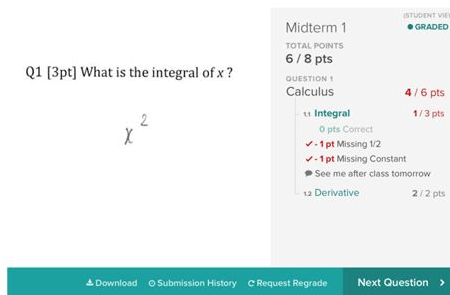 (STUDENT VIE
Midterm 1
GRADED
TOTAL POINTS
6 / 8 pts
Q1 [3pt] What is the integral of x ?
x²
QUESTION 1
Calculus 4 / 6 pts
1.1 Integral 1 / 3 pts
0 pts Correct
- 1 pt Missing 1/2
- 1 pt Missing Constant
See me after class tomorrow
1.2 Derivative 2 / 2 pts
Download Submission History Request Regrade Next Question